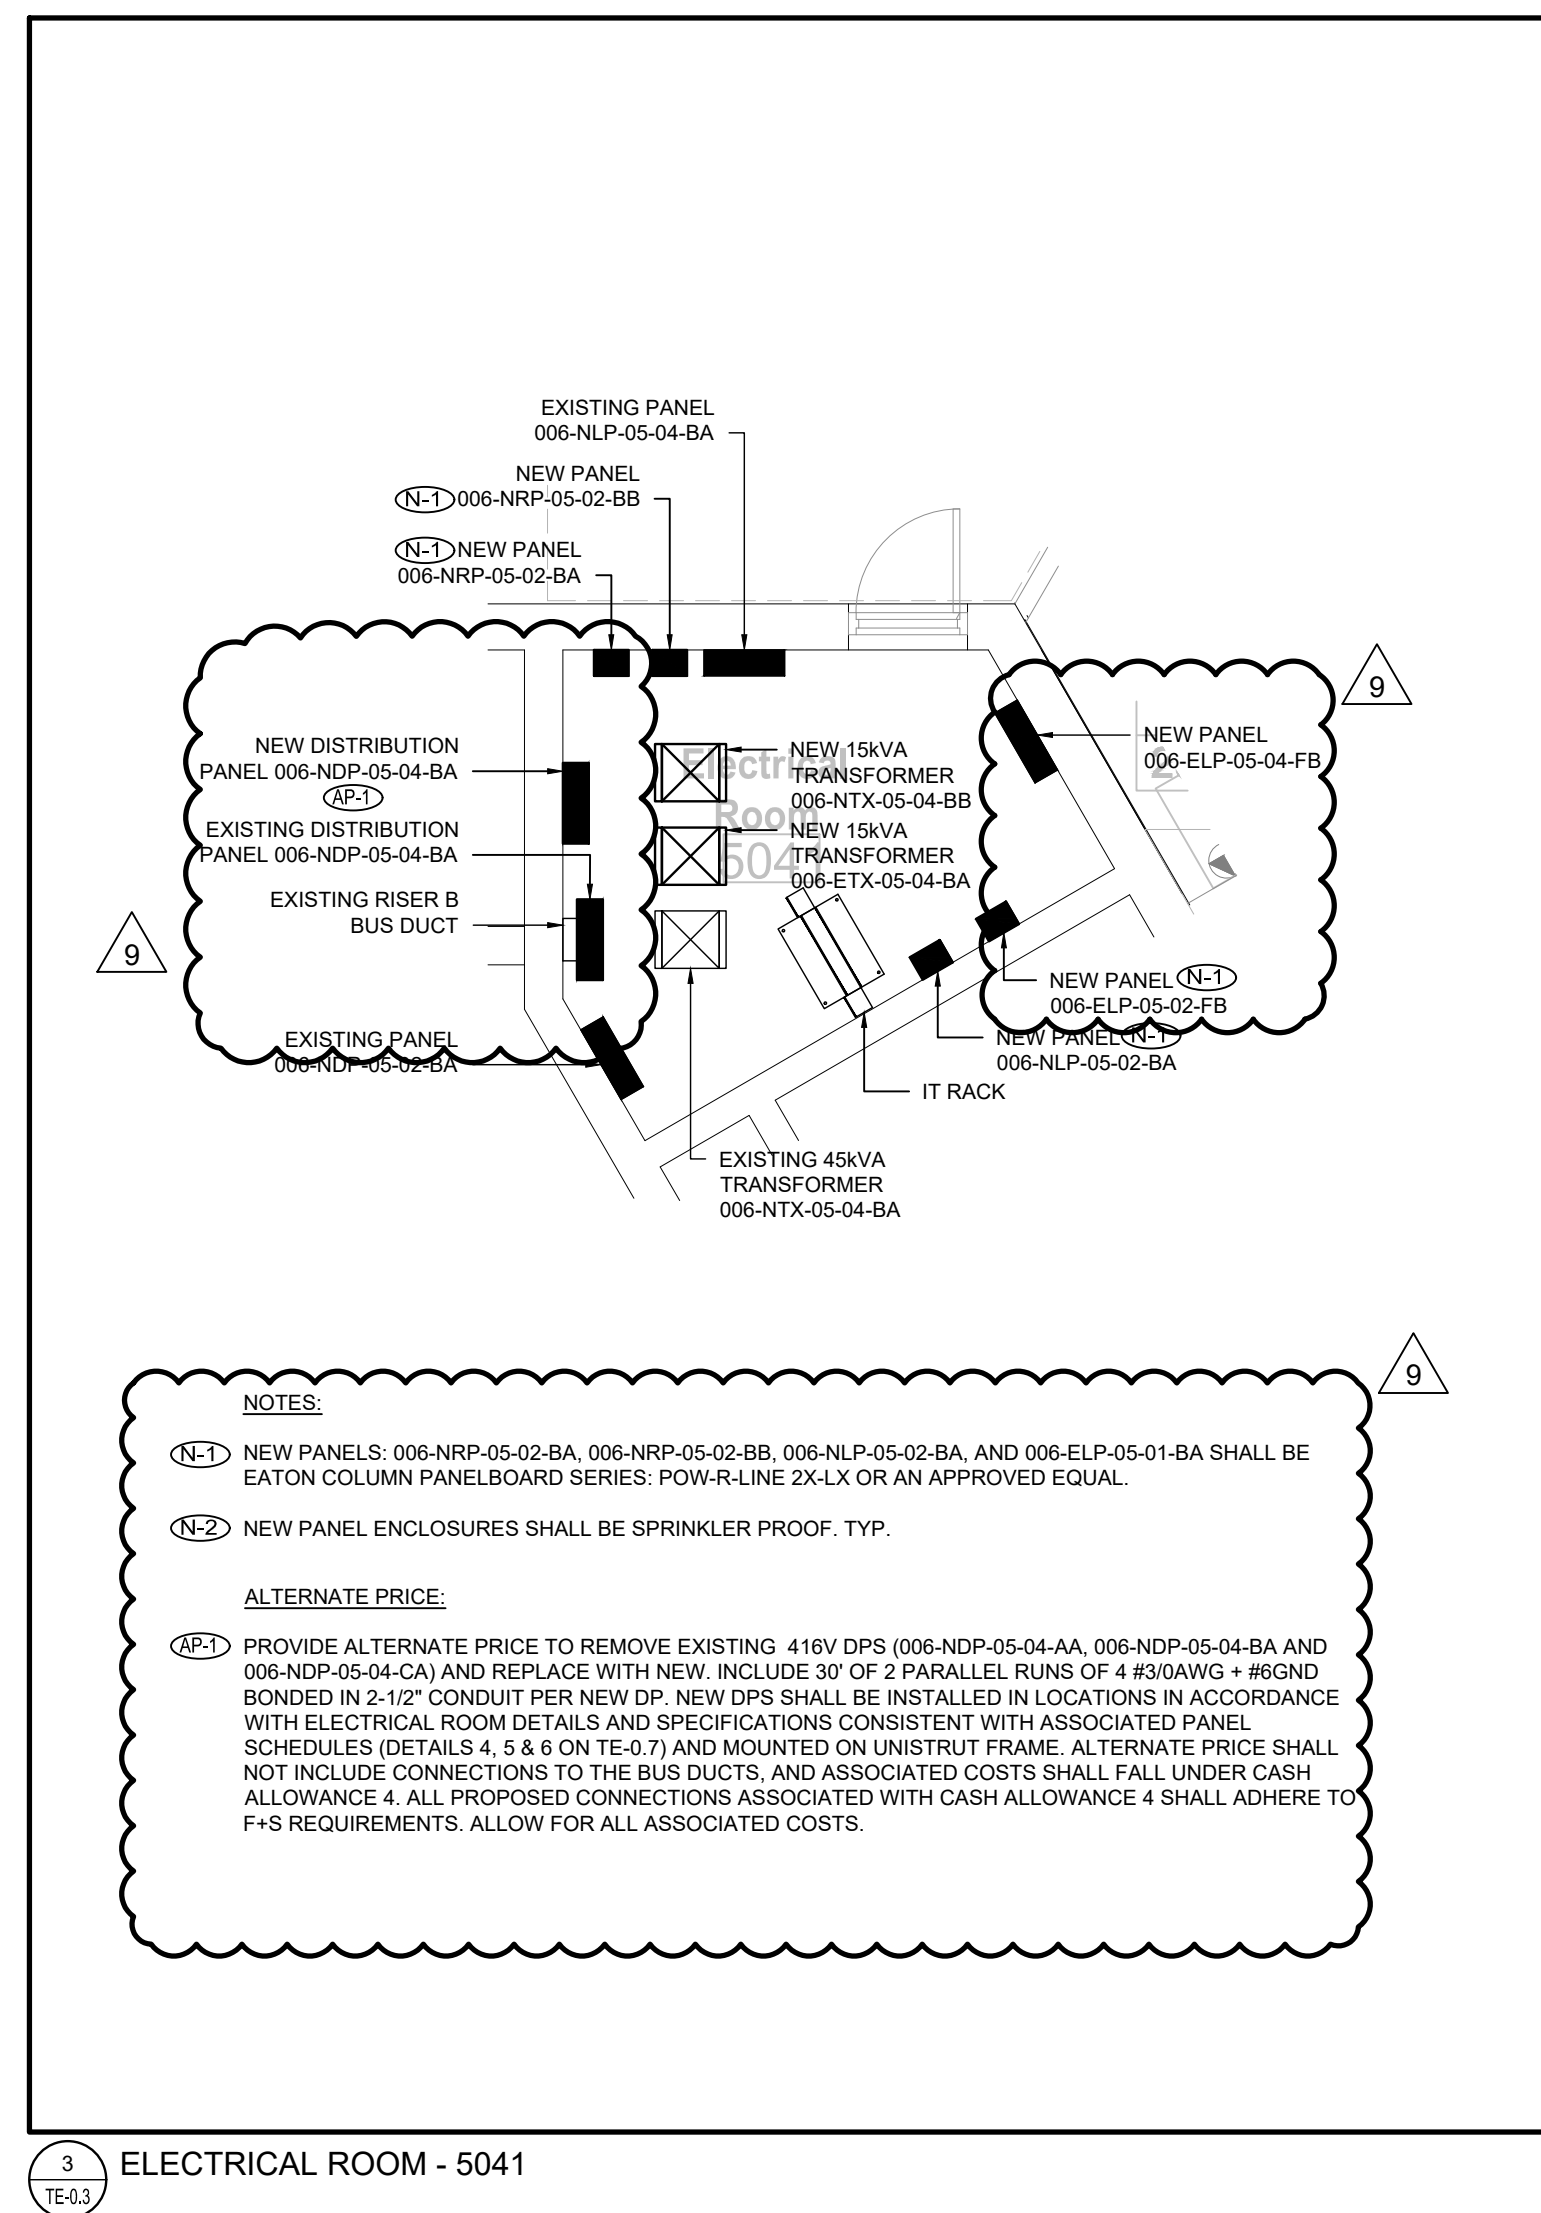 EXISTING PANEL
006-NLP-05-04-BA
NEW PANEL
N-1 006-NRP-05-02-BB
N-1 NEW PANEL
006-NRP-05-02-BA
9
NEW DISTRIBUTION
PANEL 006-NDP-05-04-BA
AP-1
EXISTING DISTRIBUTION
PANEL 006-NDP-05-04-BA
EXISTING RISER B
BUS DUCT
9
EXISTING PANEL
006-NDP-05-02-BA
Electrical
Room
5041
NEW 15kVA
TRANSFORMER
006-NTX-05-04-BB
NEW 15kVA
TRANSFORMER
006-ETX-05-04-BA
NEW PANEL
006-ELP-05-04-FB
NEW PANEL N-1
006-ELP-05-02-FB
NEW PANEL N-1
006-NLP-05-02-BA
IT RACK
EXISTING 45kVA
TRANSFORMER
006-NTX-05-04-BA
9
NOTES:
N-1 NEW PANELS: 006-NRP-05-02-BA, 006-NRP-05-02-BB, 006-NLP-05-02-BA, AND 006-ELP-05-01-BA SHALL BE
EATON COLUMN PANELBOARD SERIES: POW-R-LINE 2X-LX OR AN APPROVED EQUAL.
N-2 NEW PANEL ENCLOSURES SHALL BE SPRINKLER PROOF. TYP.
ALTERNATE PRICE:
AP-1 PROVIDE ALTERNATE PRICE TO REMOVE EXISTING 416V DPS (006-NDP-05-04-AA, 006-NDP-05-04-BA AND
006-NDP-05-04-CA) AND REPLACE WITH NEW. INCLUDE 30' OF 2 PARALLEL RUNS OF 4 #3/0AWG + #6GND
BONDED IN 2-1/2" CONDUIT PER NEW DP. NEW DPS SHALL BE INSTALLED IN LOCATIONS IN ACCORDANCE
WITH ELECTRICAL ROOM DETAILS AND SPECIFICATIONS CONSISTENT WITH ASSOCIATED PANEL
SCHEDULES (DETAILS 4, 5 & 6 ON TE-0.7) AND MOUNTED ON UNISTRUT FRAME. ALTERNATE PRICE SHALL
NOT INCLUDE CONNECTIONS TO THE BUS DUCTS, AND ASSOCIATED COSTS SHALL FALL UNDER CASH
ALLOWANCE 4. ALL PROPOSED CONNECTIONS ASSOCIATED WITH CASH ALLOWANCE 4 SHALL ADHERE TO
F+S REQUIREMENTS. ALLOW FOR ALL ASSOCIATED COSTS.
3
TE-0.3
ELECTRICAL ROOM - 5041